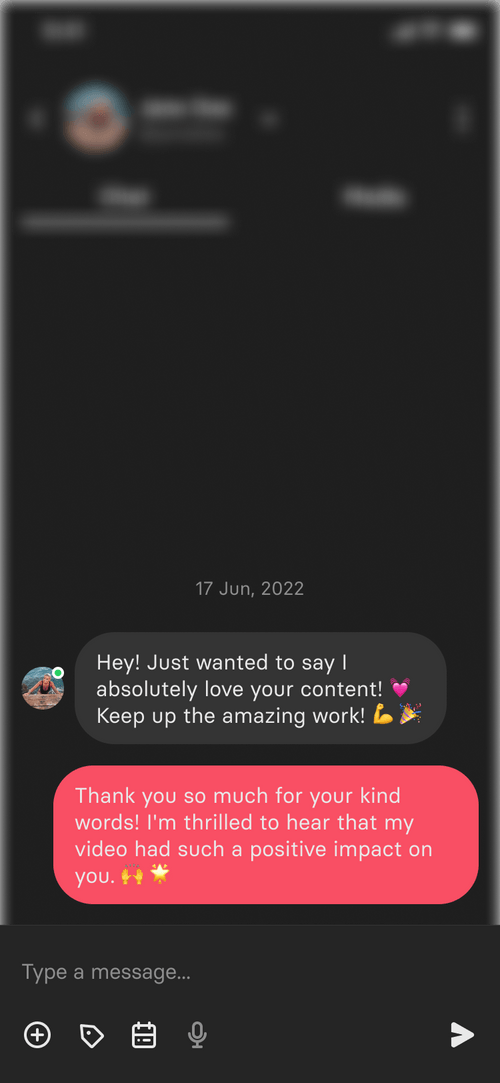 17 Jun, 2022
Hey! Just wanted to say I
absolutely love your content! 💓
Keep up the amazing work! 💪🎉
Thank you so much for your kind
words! I'm thrilled to hear that my
video had such a positive impact on
you. 🙌 🌟
Type a message...